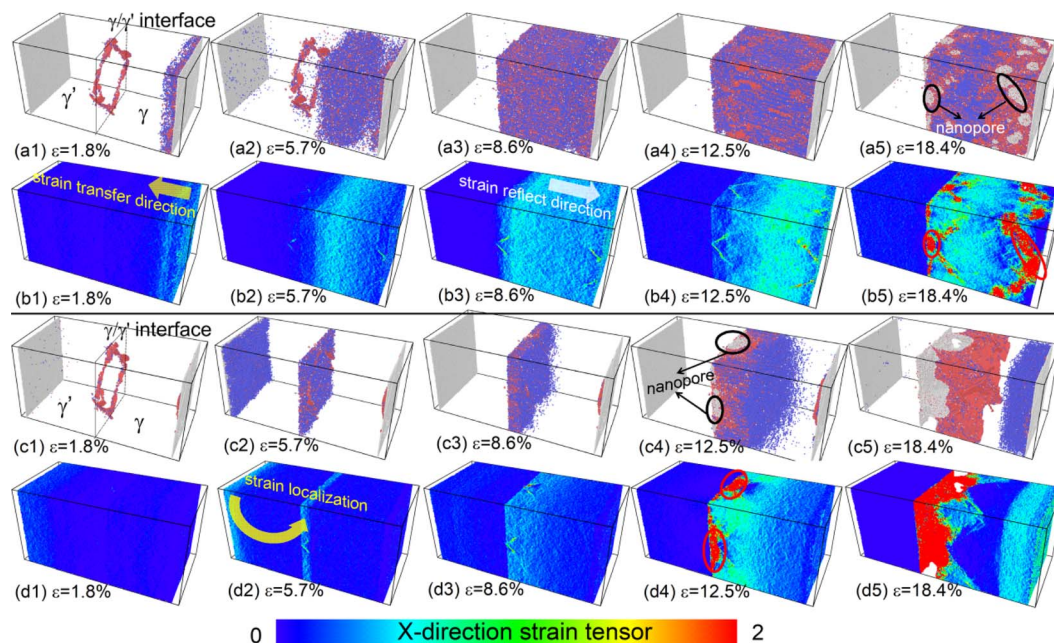 γ/γ' interface
γ'
γ
nanopore
(a1) ε=1.8%
(a2) ε=5.7%
(a3) ε=8.6%
(a4) ε=12.5%
(a5) ε=18.4%
strain transfer direction
strain reflect direction
(b1) ε=1.8%
(b2) ε=5.7%
(b3) ε=8.6%
(b4) ε=12.5%
(b5) ε=18.4%
γ/γ' interface
γ'
γ
nanopore
(c1) ε=1.8%
(c2) ε=5.7%
(c3) ε=8.6%
(c4) ε=12.5%
(c5) ε=18.4%
strain localization
(d1) ε=1.8%
(d2) ε=5.7%
(d3) ε=8.6%
(d4) ε=12.5%
(d5) ε=18.4%
0 X-direction strain tensor 2